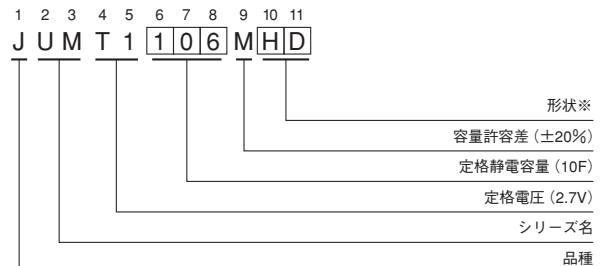 1 2 3 4 5 6 7 8 9 10 11
J U M T 1 1 0 6 M H D
形状※
容量許容差（±20％）
定格静電容量（10F）
定格電圧（2.7V）
シリーズ名
品種